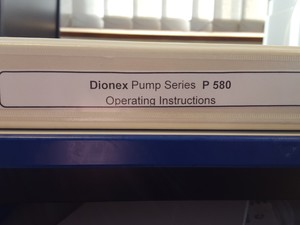 Dionex Pump Series P 580
Operating Instructions